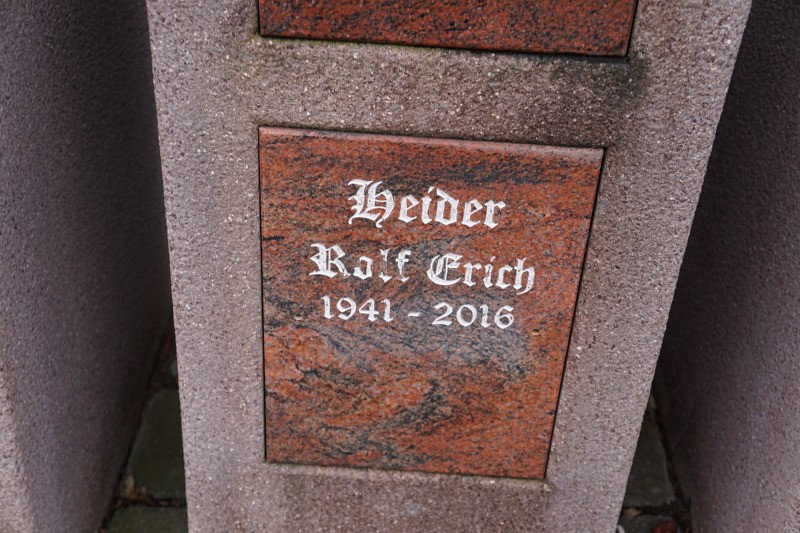 Heider
Rolf Erich
1941 - 2016